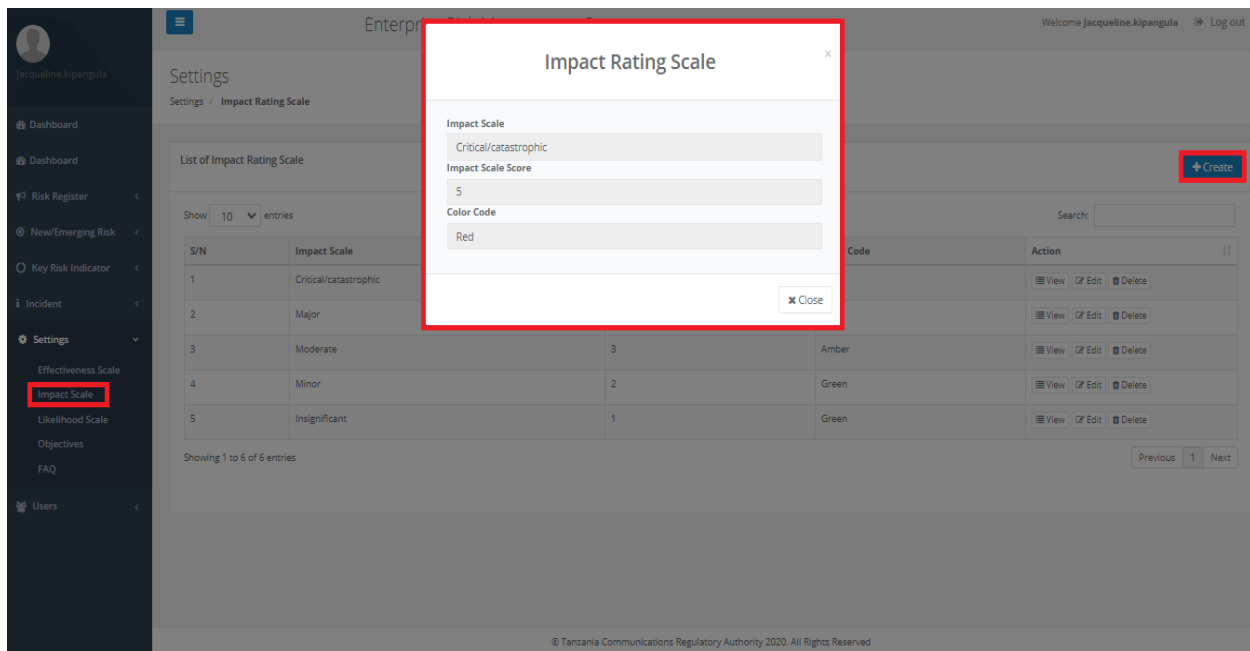 Enterpr
Welcome Jacqueline.kipangula Log out
Jacqueline.kipangula
Dashboard
Dashboard
Risk Register
New/Emerging Risk
Key Risk Indicator
Incident
Settings
Effectiveness Scale
Impact Scale
Likelihood Scale
Objectives
FAQ
Users
Settings
Settings / Impact Rating Scale
List of Impact Rating Scale
Create
Show 10 entries
Search:
S/N Impact Scale Code Action
1 Critical/catastrophic View Edit Delete
2 Major View Edit Delete
3 Moderate 3 Amber View Edit Delete
4 Minor 2 Green View Edit Delete
5 Insignificant 1 Green View Edit Delete
Showing 1 to 6 of 6 entries
Previous 1 Next
Impact Rating Scale
×
Impact Scale
Critical/catastrophic
Impact Scale Score
5
Color Code
Red
Close
© Tanzania Communications Regulatory Authority 2020. All Rights Reserved